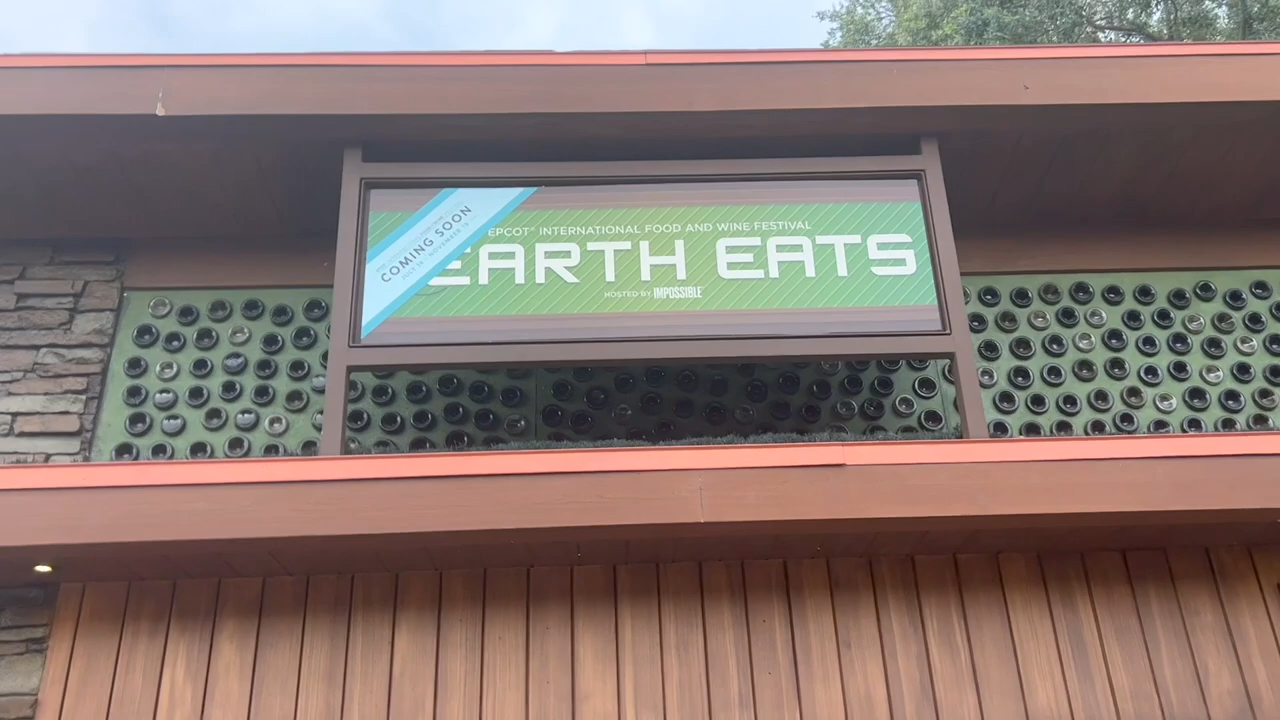 COMING SOON
EPCOT® INTERNATIONAL FOOD AND WINE FESTIVAL
EARTH EATS
HOSTED BY IMPOSSIBLE